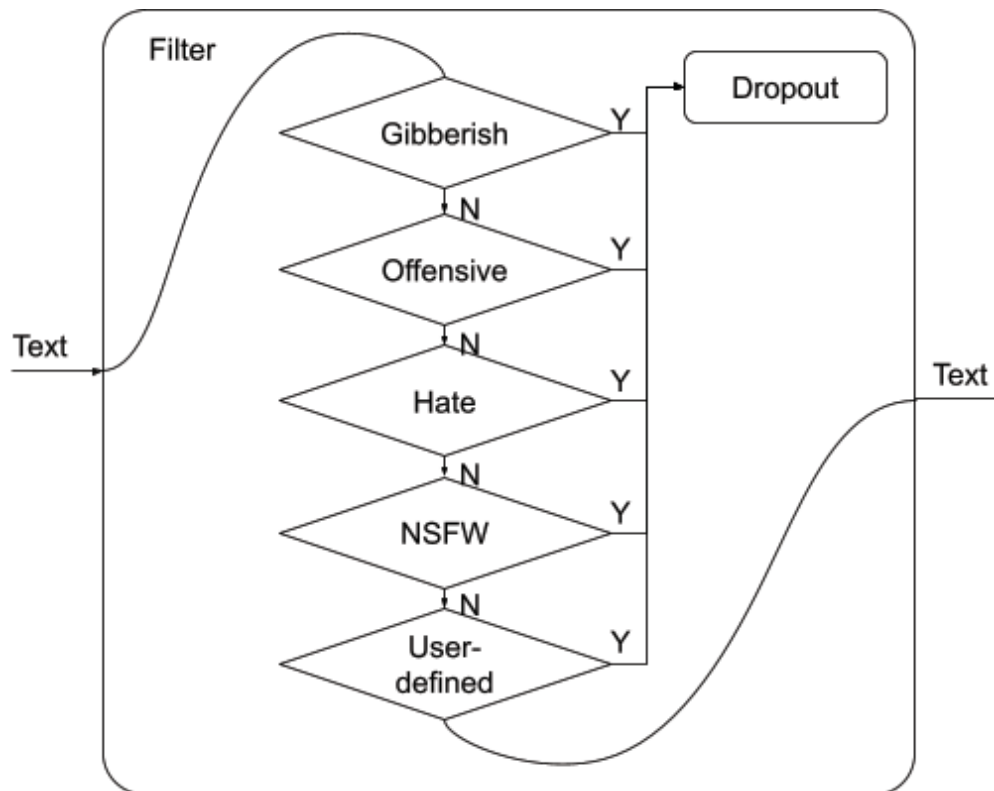 Filter
Dropout
Gibberish
Y
N
Offensive
Y
N
Text
Hate
Y
Text
N
NSFW
Y
N
User-
defined
Y